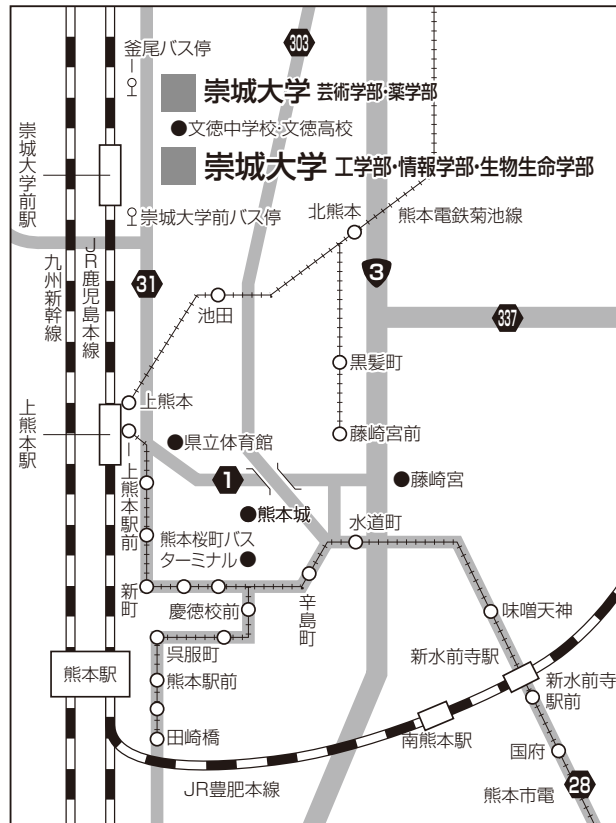 釜尾バス停
303
崇城大学 芸術学部・薬学部
文徳中学校・文徳高校
崇城大学前駅
崇城大学 工学部・情報学部・生物生命学部
北熊本
熊本電鉄菊池線
崇城大学前バス停
九州新幹線
JR鹿児島本線
31
3
池田
337
黒髪町
上熊本
上熊本駅
上熊本駅前
県立体育館
藤崎宮前
1
藤崎宮
熊本城
水道町
熊本桜町バス
ターミナル
新町
慶徳校前
辛島町
味噌天神
呉服町
新水前寺駅
熊本駅
熊本駅前
新水前寺
駅前
南熊本駅
田崎橋
国府
JR豊肥本線
熊本市電
28